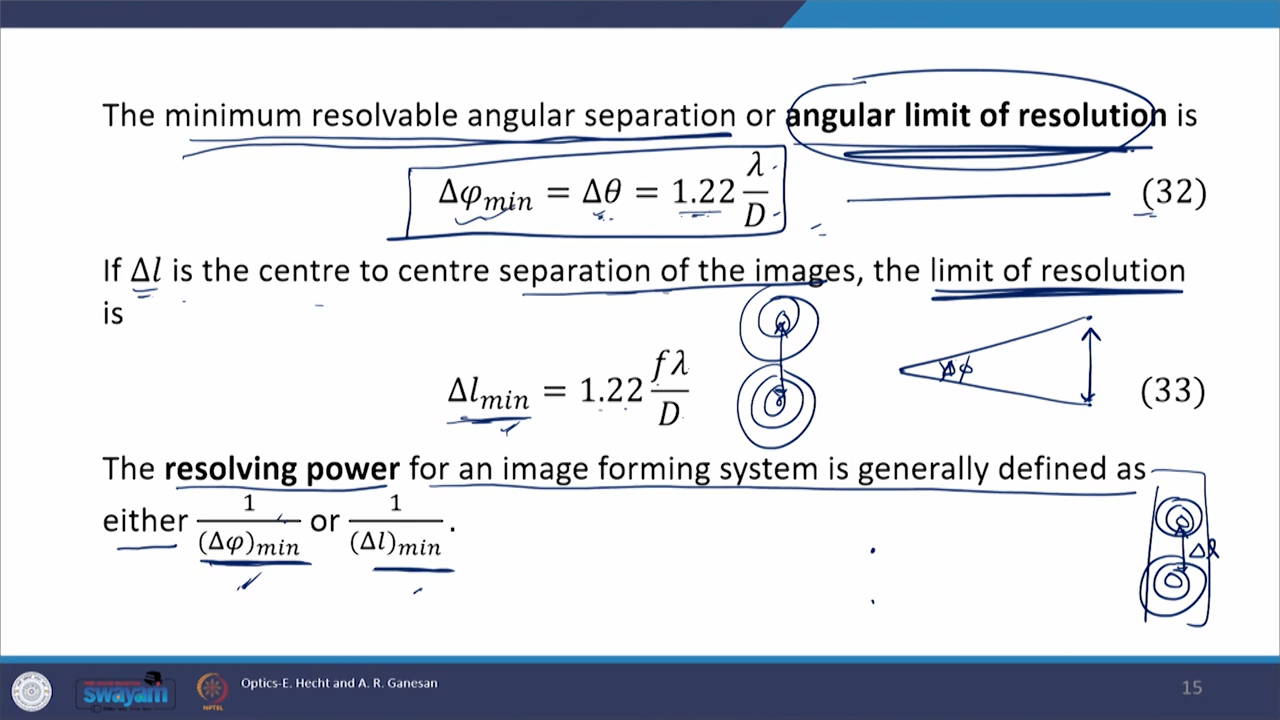 The minimum resolvable angular separation or angular limit of resolution is
Δφ_min = Δθ = 1.22 λ/D (32)
If Δl is the centre to centre separation of the images, the limit of resolution
is
Δφ
Δl_min = 1.22 fλ/D (33)
The resolving power for an image forming system is generally defined as
either 1/(Δφ)_min or 1/(Δl)_min.
Δl
swayam
NPTEL
Optics-E. Hecht and A. R. Ganesan
15